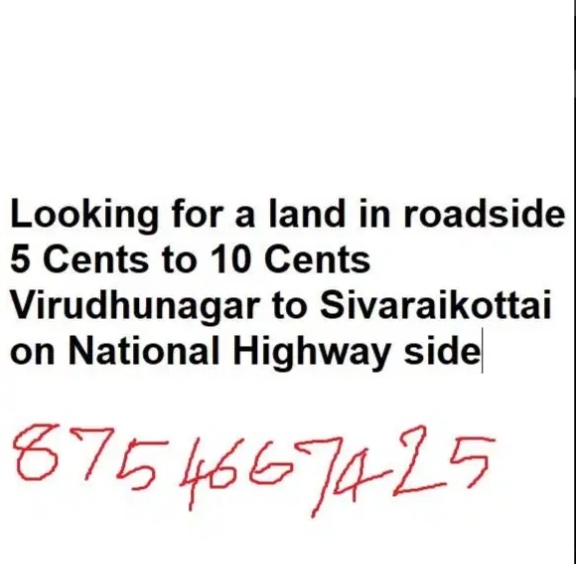 Looking for a land in roadside
5 Cents to 10 Cents
Virudhunagar to Sivaraikottai
on National Highway side
8754667425